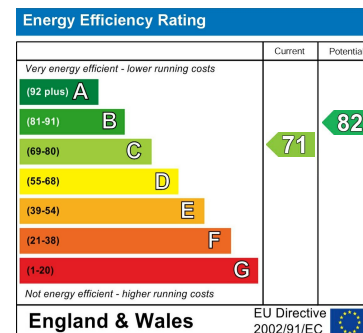 Energy Efficiency Rating
Current Potential
Very energy efficient - lower running costs
(92 plus) A
(81-91) B
82
(69-80) C
71
(55-68) D
(39-54) E
(21-38) F
(1-20) G
Not energy efficient - higher running costs
England & Wales
EU Directive
2002/91/EC